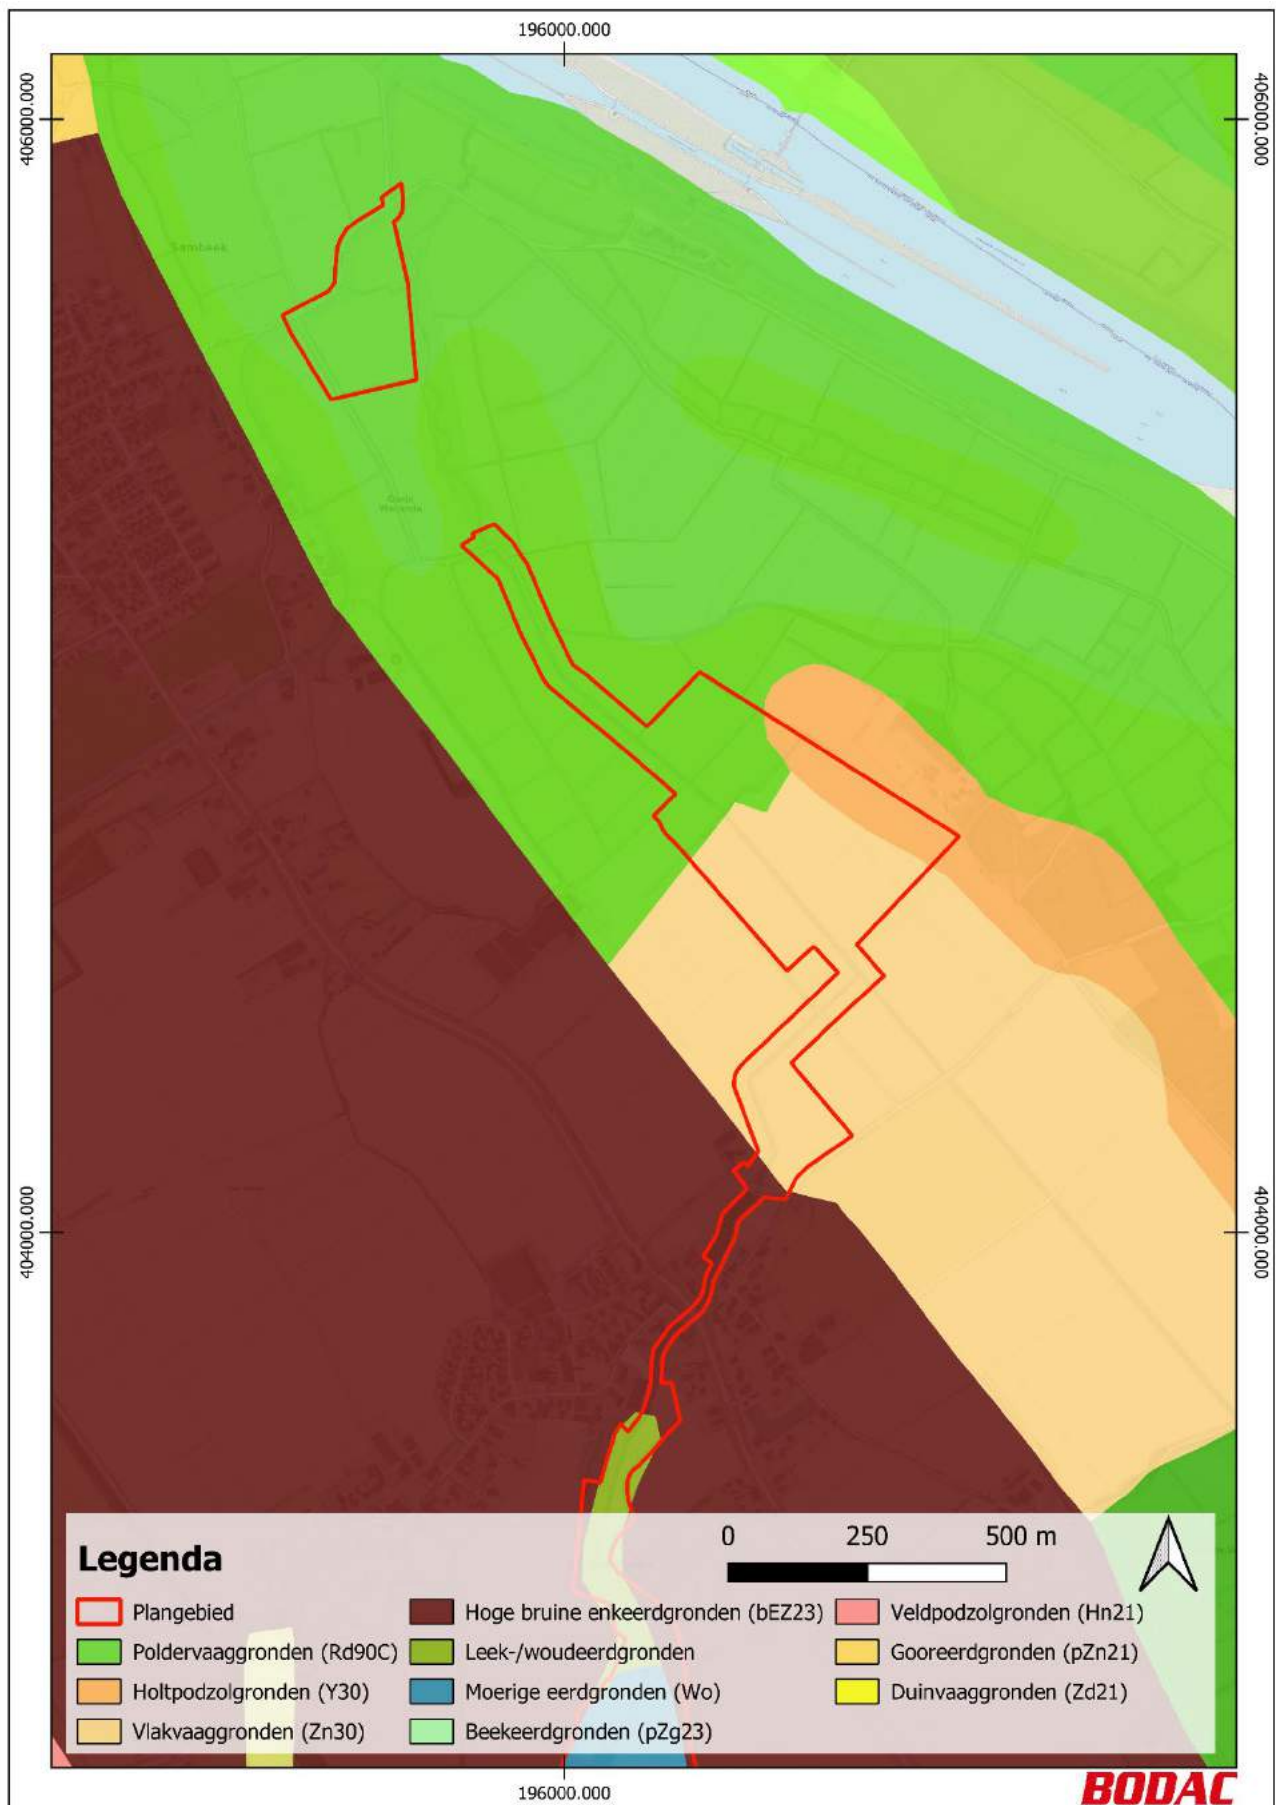 196000.000
406000.000
406000.000
Sambeek
404000.000
404000.000
Legenda
0 250 500 m
Plangebied
Poldervaaggronden (Rd90C)
Holtpodzolgronden (Y30)
Vlakvaaggronden (Zn30)
Hoge bruine enkeerdgronden (bEZ23)
Leek-/woudeerdgronden
Moerige eerdgronden (Wo)
Beekeerdgronden (pZg23)
Veldpodzolgronden (Hn21)
Gooreerdgronden (pZn21)
Duinvaaggronden (Zd21)
196000.000
BODAC